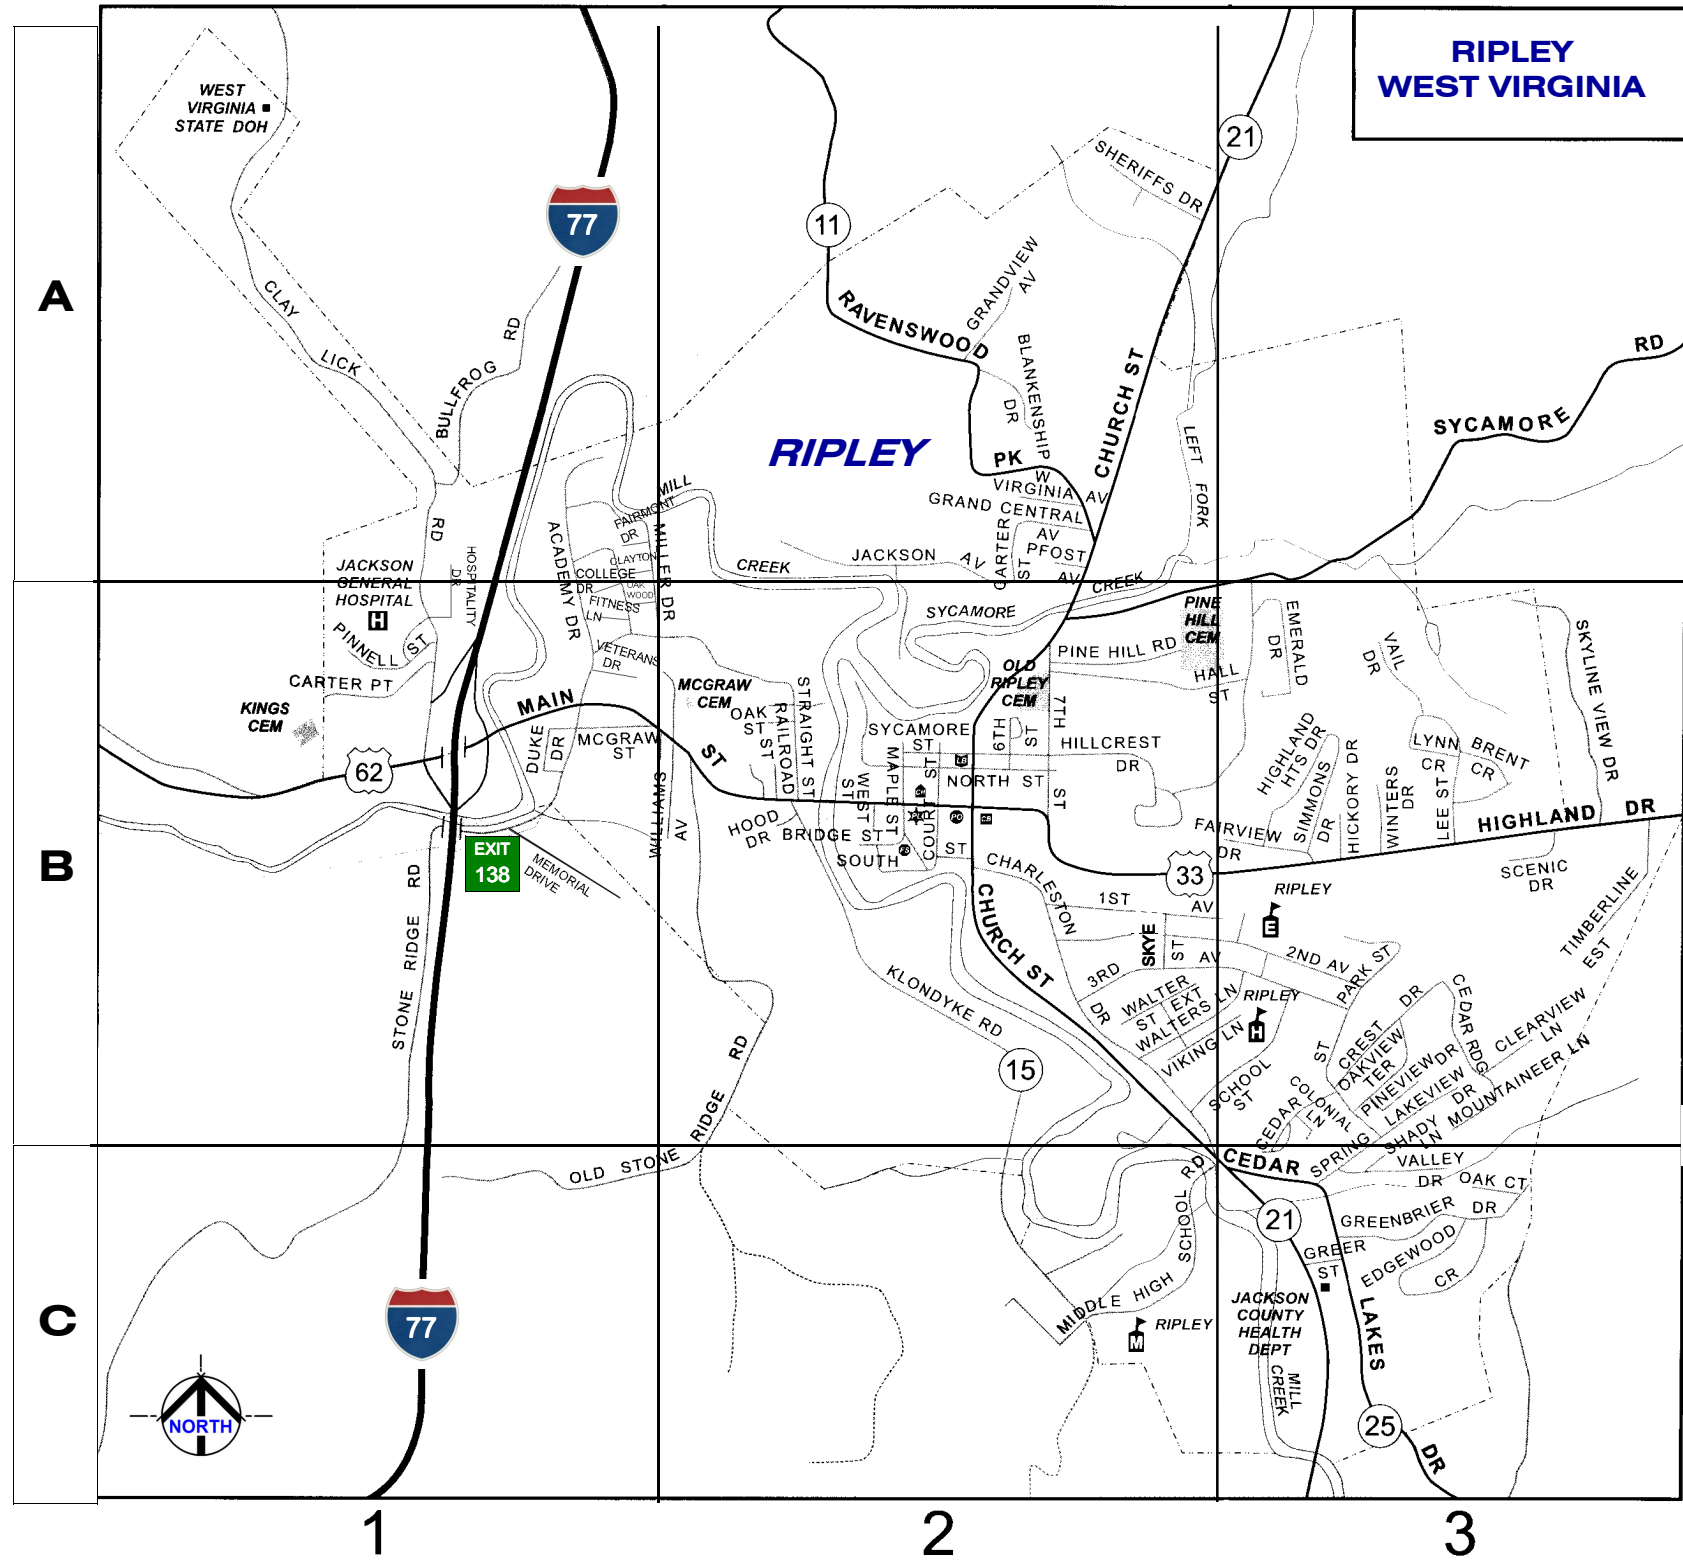 RIPLEY
WEST VIRGINIA
A
B
C
1
2
3
WEST
VIRGINIA
STATE DOH
77
21
11
SHERIFFS DR
CLAY
LICK
RD
BULLFROG RD
GRANDVIEW
AV
RAVENSWOOD
PK
BLANKENSHIP
DR
CHURCH ST
LEFT
FORK
SYCAMORE
RD
RIPLEY
MILL
CREEK
FAIRMONT
DR
W
VIRGINIA AV
GRAND CENTRAL
AV
CARTER
ST
PFOST
AV
JACKSON AV
JACKSON
GENERAL
HOSPITAL
H
HOSPITALITY
DR
ACADEMY DR
CLAYTON
COLLEGE
DR
OAK
WOOD
FITNESS
LN
MILLER DR
VETERANS
DR
PINNELL ST
CARTER PT
KINGS
CEM
62
MAIN
ST
DUKE
DR
MCGRAW
ST
MCGRAW
CEM
OAK
ST
RAILROAD
ST
STRAIGHT ST
SYCAMORE
CREEK
OLD
RIPLEY
CEM
PINE
HILL
CEM
PINE HILL RD
HALL
ST
7TH
ST
6TH
ST
SYCAMORE
ST
HILLCREST
DR
NORTH ST
MAPLE ST
WEST
ST
COURT ST
LB
CH
PO
CB
FS
WILLIAMS
AV
HOOD
DR
BRIDGE ST
SOUTH ST
EXIT
138
MEMORIAL
DRIVE
STONE RIDGE RD
CHARLESTON
DR
CHURCH ST
33
1ST
AV
SKYE
ST
2ND AV
3RD
AV
WALTER
ST EXT
WALTERS LN
VIKING LN
SCHOOL
ST
RIPLEY
E
RIPLEY
H
EMERALD
DR
VAIL
DR
SKYLINE VIEW DR
HIGHLAND
HTS DR
SIMMONS
DR
HICKORY DR
WINTERS
DR
LYNN
CR
BRENT
CR
LEE ST
HIGHLAND DR
FAIRVIEW
DR
SCENIC
DR
TIMBERLINE
EST
PARK ST
ST
CREST
DR
OAKVIEW
TER
CEDAR RDG
CLEARVIEW
LN
PINEVIEW DR
LAKEVIEW
DR
MOUNTAINEER LN
COLONIAL
LN
CEDAR
SHADY
LN
SPRING
VALLEY
DR
OAK CT
KLONDYKE RD
15
OLD STONE
RIDGE
RD
CEDAR
LAKES
DR
21
GREENBRIER
DR
GREER
ST
EDGEWOOD
CR
MIDDLE HIGH
SCHOOL RD
RIPLEY
M
JACKSON
COUNTY
HEALTH
DEPT
MILL
CREEK
25
77
NORTH